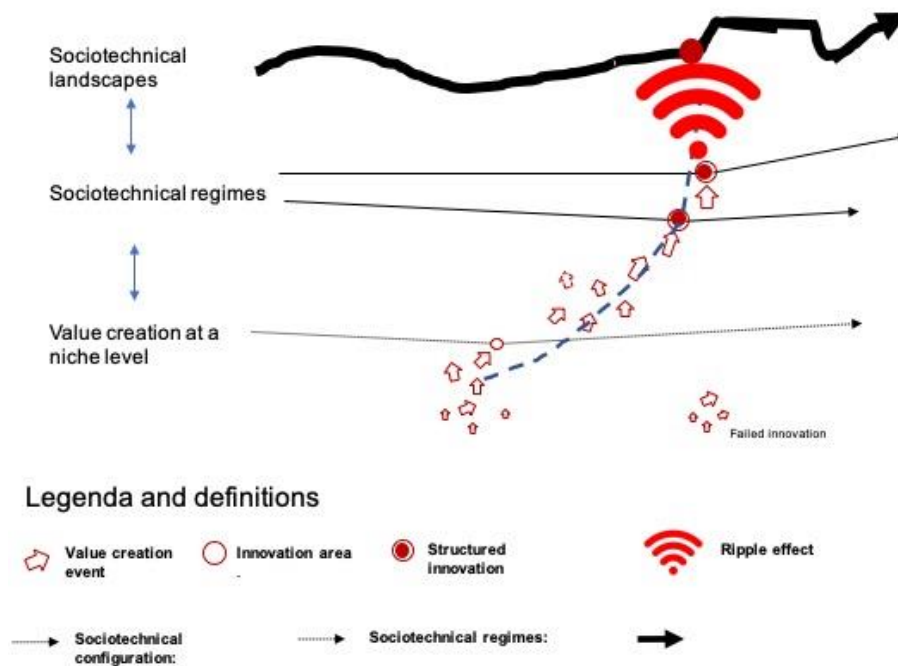 Sociotechnical
landscapes
Sociotechnical regimes
Value creation at a
niche level
Failed innovation
Legenda and definitions
Value creation
event
Innovation area
.
Structured
innovation
Ripple effect
Sociotechnical
configuration:
Sociotechnical regimes: